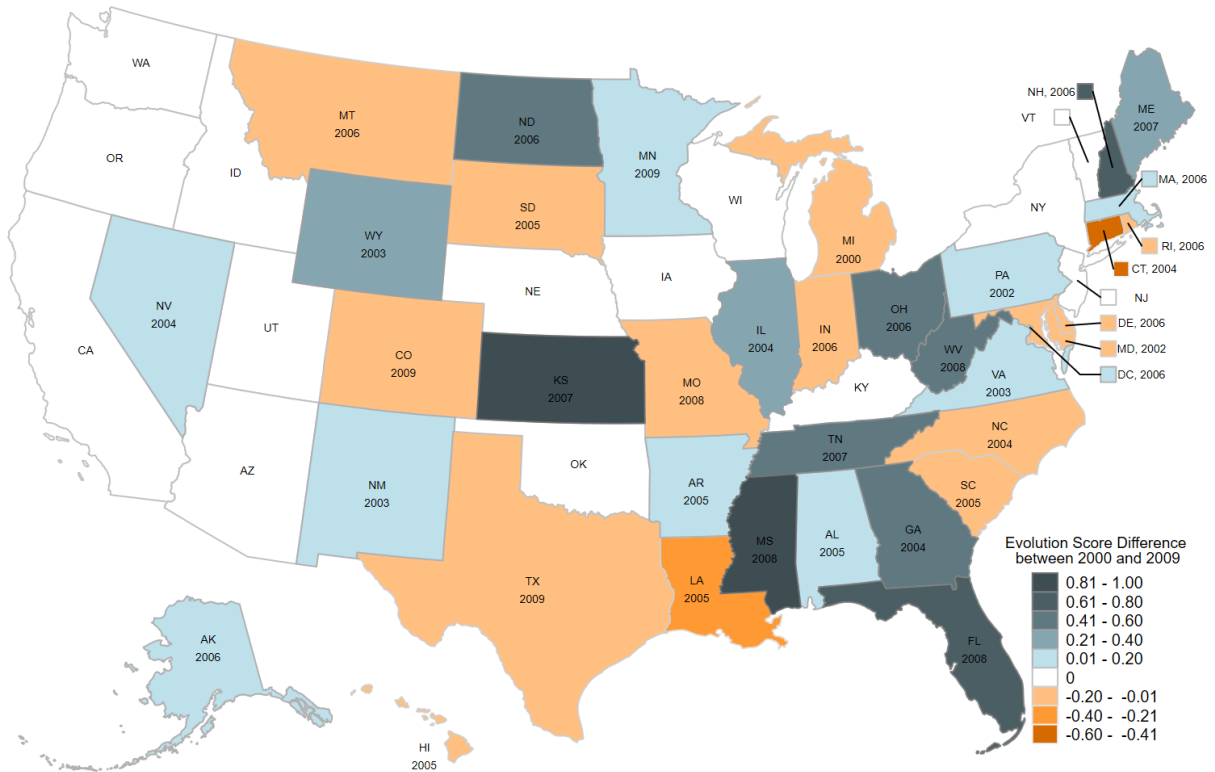 WA
OR
CA
ID
NV
2004
UT
AZ
MT
2006
WY
2003
CO
2009
NM
2003
ND
2006
SD
2005
NE
KS
2007
OK
TX
2009
MN
2009
IA
MO
2008
AR
2005
LA
2005
WI
IL
2004
MS
2008
MI
2000
IN
2006
KY
TN
2007
AL
2005
OH
2006
WV
2008
GA
2004
FL
2008
PA
2002
VA
2003
NC
2004
SC
2005
NY
NH, 2006
VT
ME
2007
MA, 2006
RI, 2006
CT, 2004
NJ
DE, 2006
MD, 2002
DC, 2006
AK
2006
HI
2005
Evolution Score Difference
between 2000 and 2009
0.81 - 1.00
0.61 - 0.80
0.41 - 0.60
0.21 - 0.40
0.01 - 0.20
0
-0.20 - -0.01
-0.40 - -0.21
-0.60 - -0.41